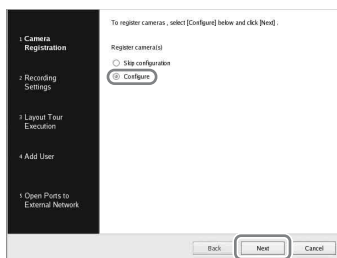 To register cameras , select [Configure] below and click [Next] .
1 Camera
Registration
Register camera(s)
Skip configuration
Configure
2 Recording
Settings
3 Layout Tour
Execution
4 Add User
5 Open Ports to
External Network
Back
Next
Cancel